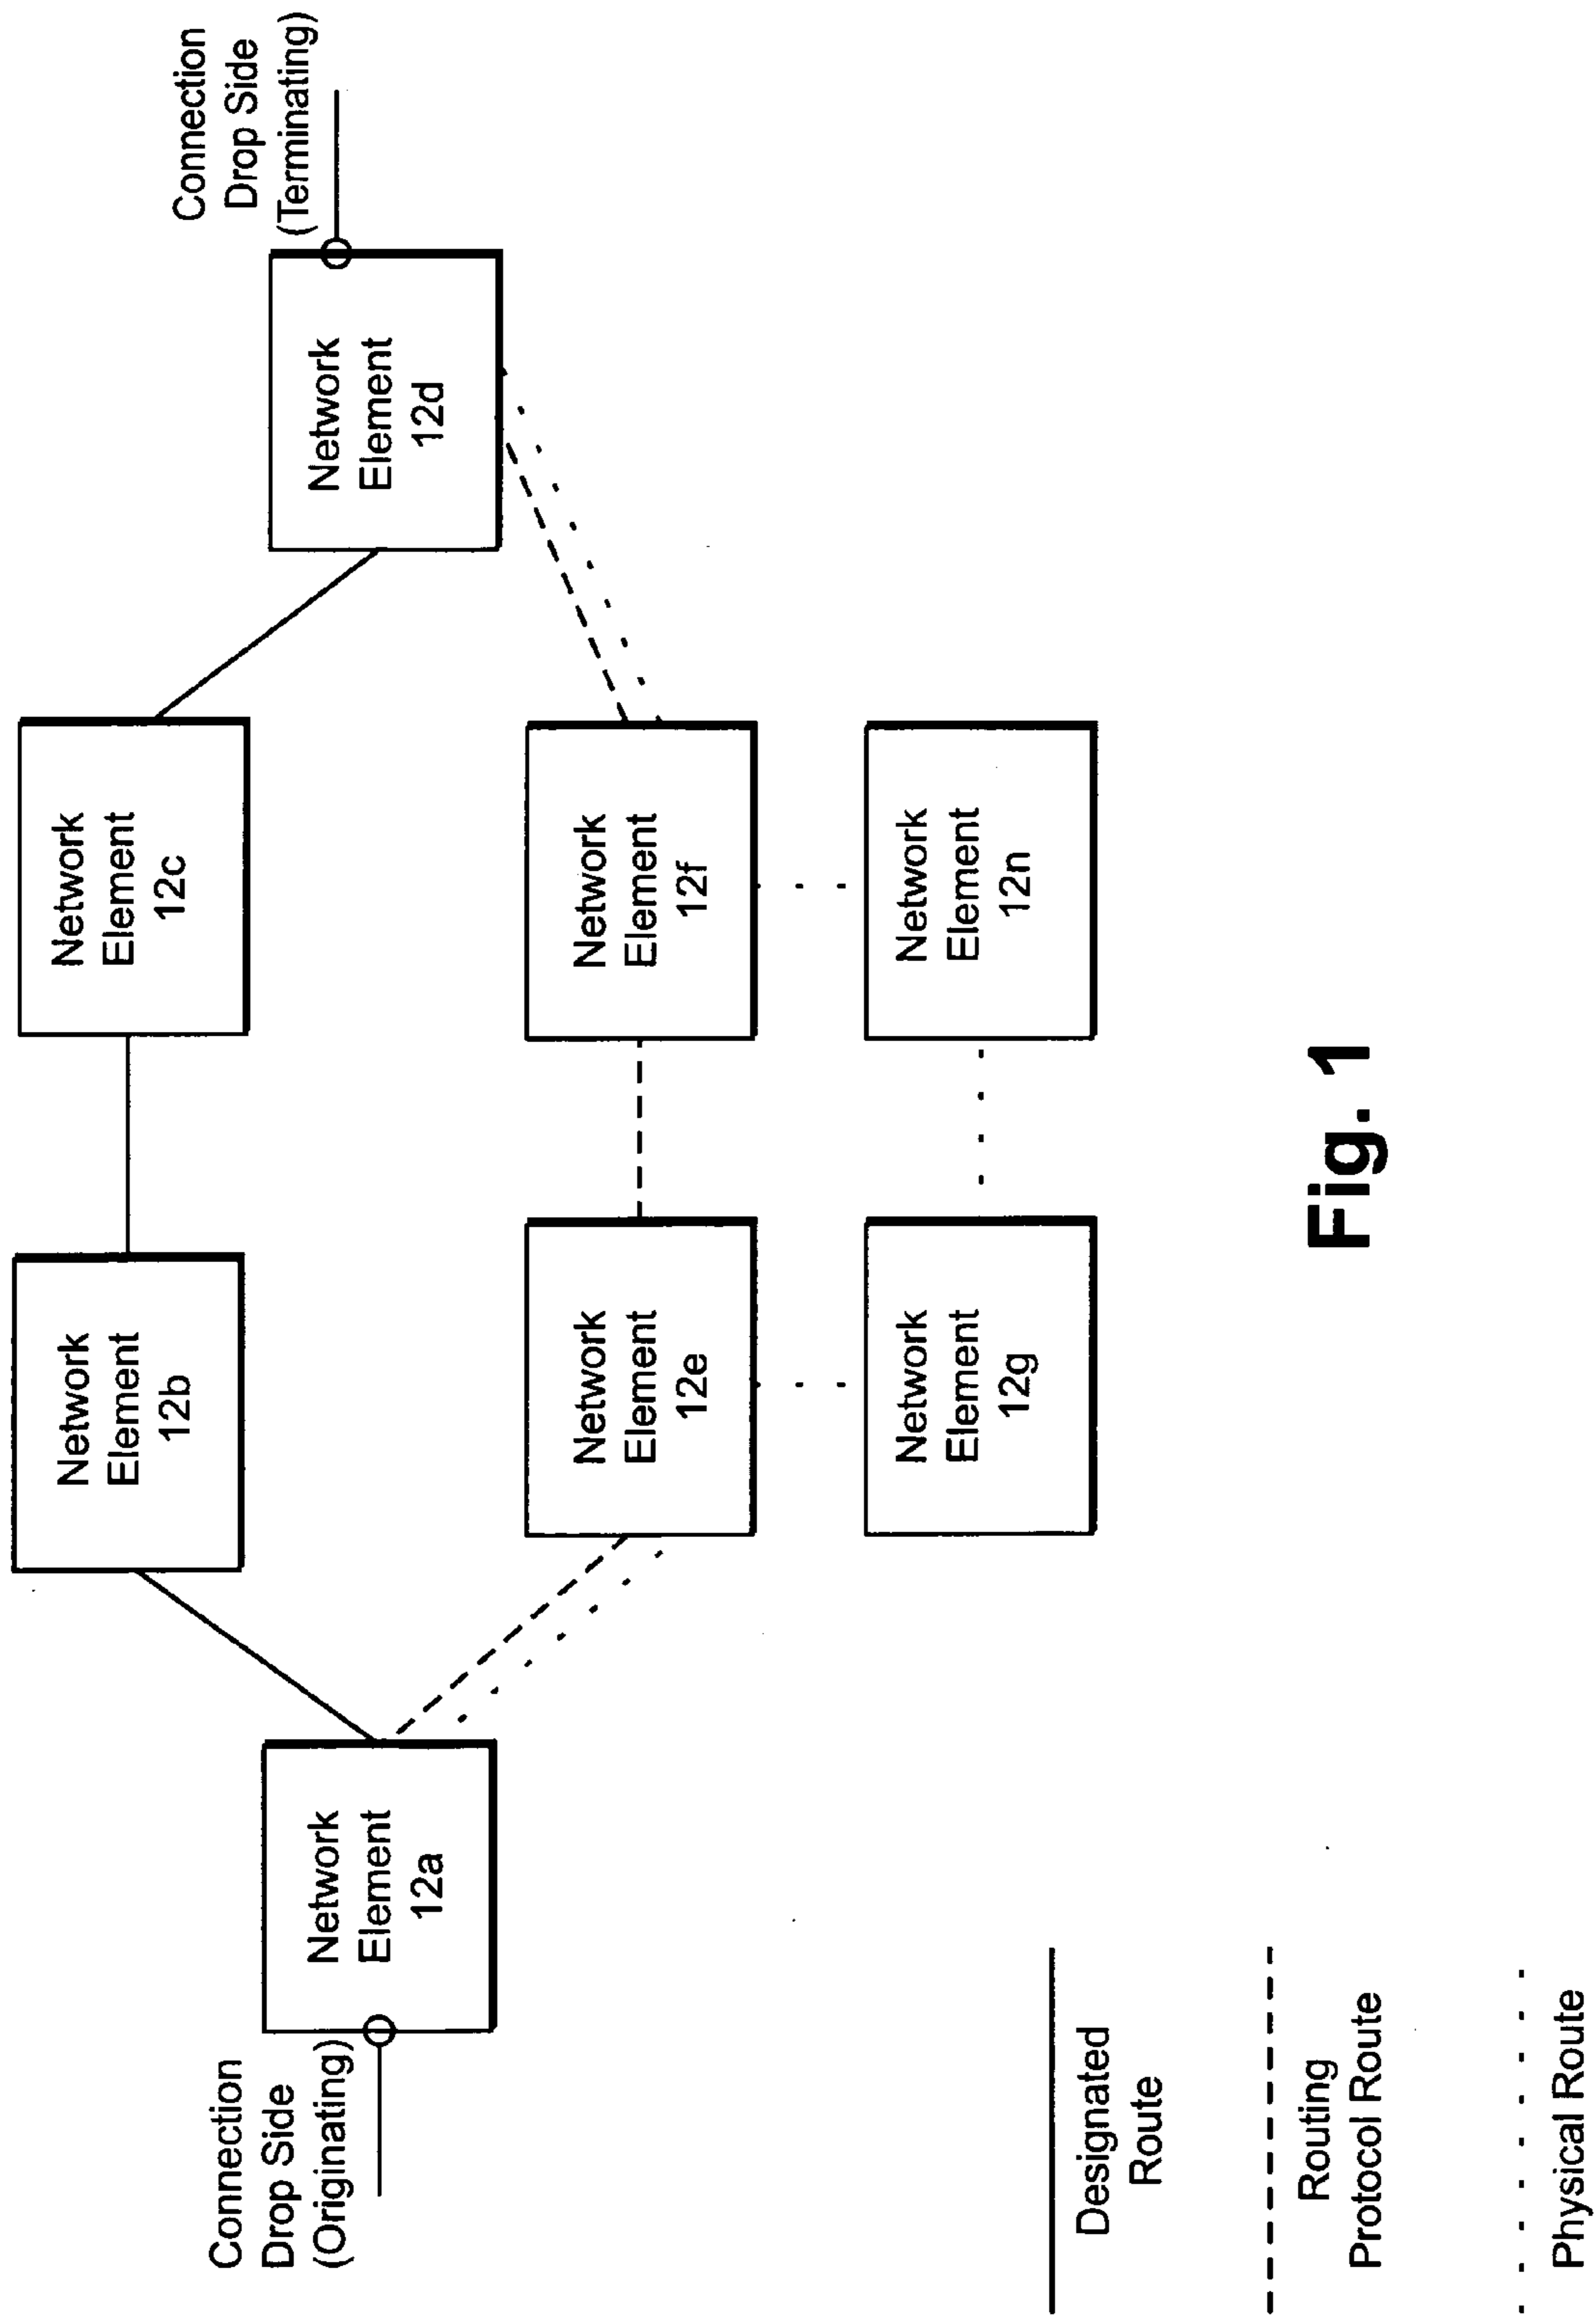 Connection
Drop Side
(Originating)
Network
Element
12a
Network
Element
12b
Network
Element
12c
Connection
Drop Side
(Terminating)
Network
Element
12d
Network
Element
12e
Network
Element
12f
Network
Element
12g
Network
Element
12n
Designated
Route
Routing
Protocol Route
Physical Route
Fig. 1